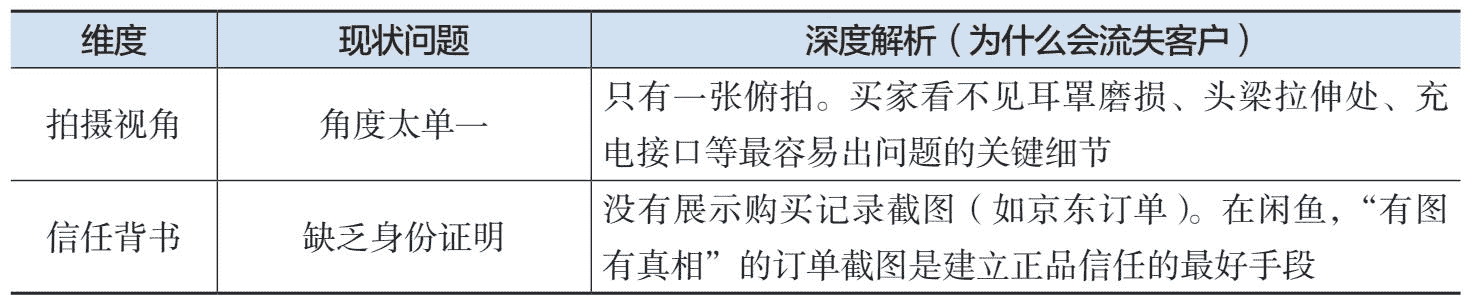 维度 现状问题 深度解析（为什么会流失客户）
拍摄视角 角度太单一 只有一张俯拍。买家看不见耳罩磨损、头梁拉伸处、充
电接口等最容易出问题的关键细节
信任背书 缺乏身份证明 没有展示购买记录截图（如京东订单）。在闲鱼，“有图
有真相”的订单截图是建立正品信任的最好手段